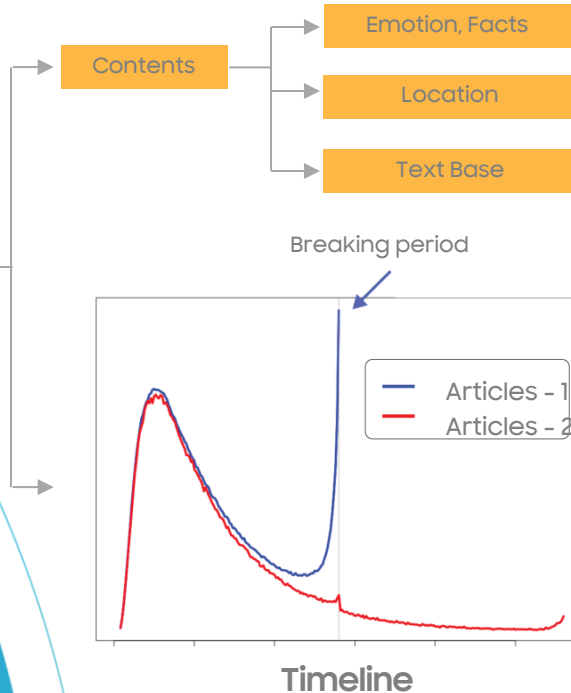 Emotion, Facts
Contents
Location
Text Base
Breaking period
Articles - 1
Articles - 2
Timeline